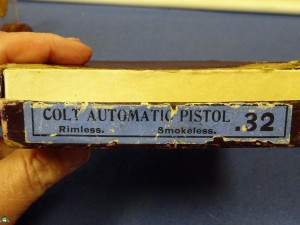 COLT AUTOMATIC PISTOL .32
Rimless. Smokeless.